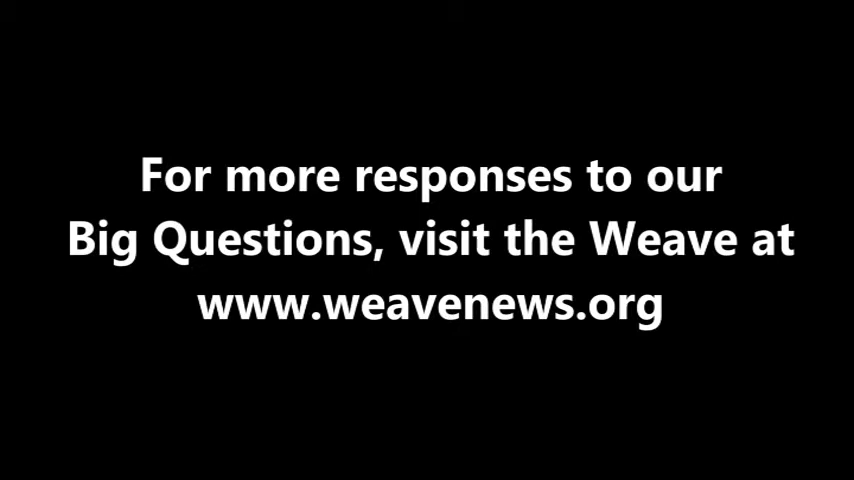 For more responses to our
Big Questions, visit the Weave at
www.weavenews.org